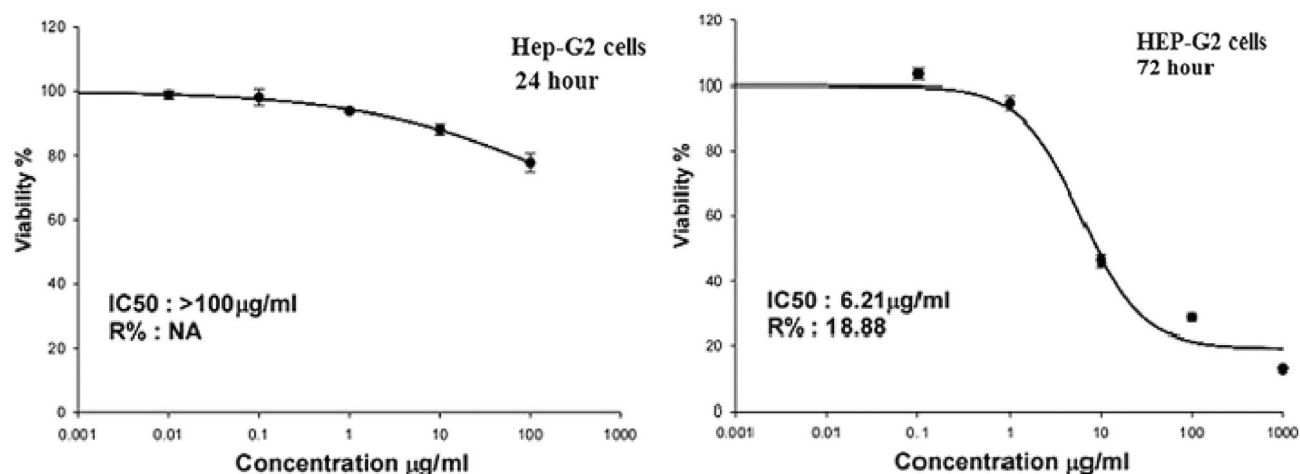 120
100
80
60
40
20
0
Viability %
Hep-G2 cells
24 hour
IC50 : >100µg/ml
R% : NA
0.001 0.01 0.1 1 10 100 1000
Concentration µg/ml
120
100
80
60
40
20
0
Viability %
HEP-G2 cells
72 hour
IC50 : 6.21µg/ml
R% : 18.88
0.001 0.01 0.1 1 10 100 1000
Concentration µg/ml